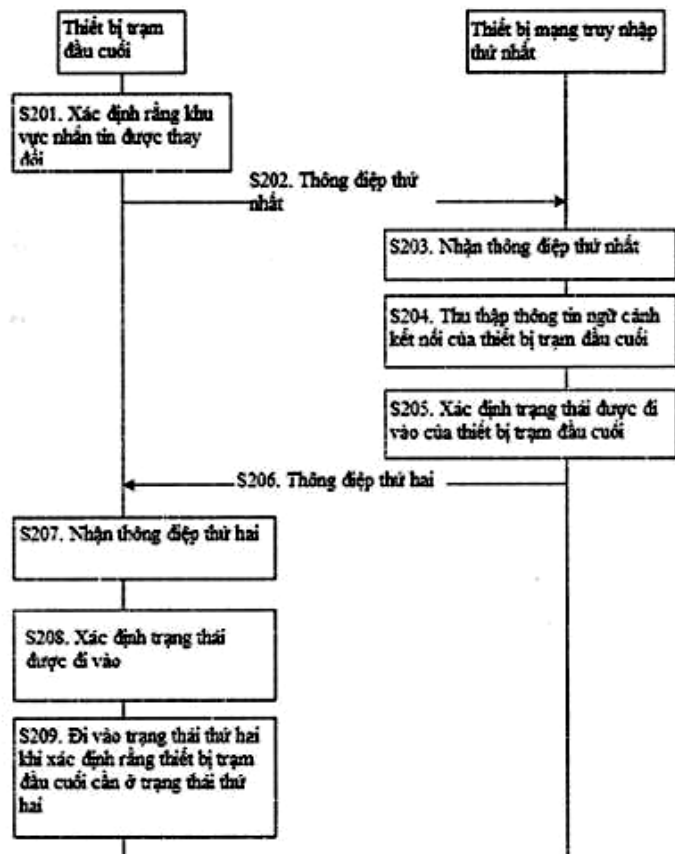 Thiết bị trạm
đầu cuối
Thiết bị mạng truy nhập
thứ nhất
S201. Xác định rằng khu
vực nhắn tin được thay
đổi
S202. Thông điệp thứ
nhất
S203. Nhận thông điệp thứ nhất
S204. Thu thập thông tin ngữ cảnh
kết nối của thiết bị trạm đầu cuối
S205. Xác định trạng thái được đi
vào của thiết bị trạm đầu cuối
S206. Thông điệp thứ hai
S207. Nhận thông điệp thứ hai
S208. Xác định trạng thái
được đi vào
S209. Đi vào trạng thái thứ hai
khi xác định rằng thiết bị trạm
đầu cuối cần ở trạng thái thứ
hai